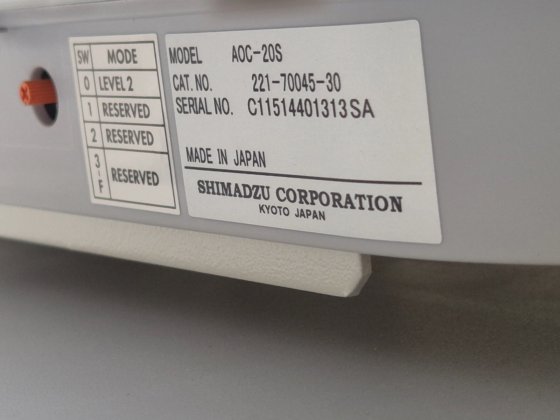 SW MODE
0 LEVEL 2
1 RESERVED
2 RESERVED
3-F RESERVED
MODEL AOC-20S
CAT. NO. 221-70045-30
SERIAL NO. C11514401313SA
MADE IN JAPAN
SHIMADZU CORPORATION
KYOTO JAPAN